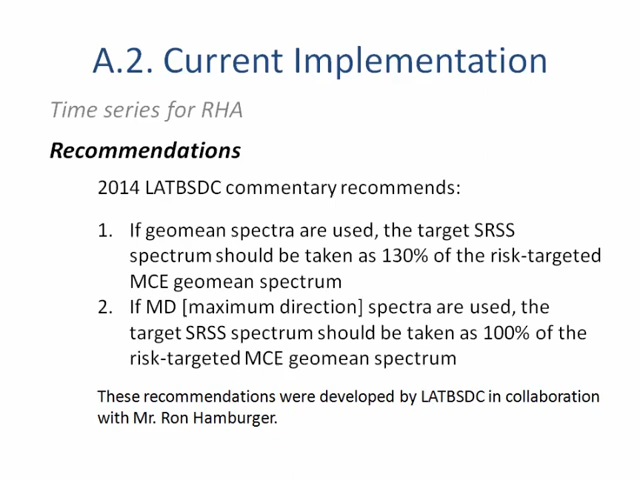 A.2. Current Implementation
Time series for RHA
Recommendations
2014 LATBSDC commentary recommends:
1. If geomean spectra are used, the target SRSS
spectrum should be taken as 130% of the risk-targeted
MCE geomean spectrum
2. If MD [maximum direction] spectra are used, the
target SRSS spectrum should be taken as 100% of the
risk-targeted MCE geomean spectrum
These recommendations were developed by LATBSDC in collaboration
with Mr. Ron Hamburger.